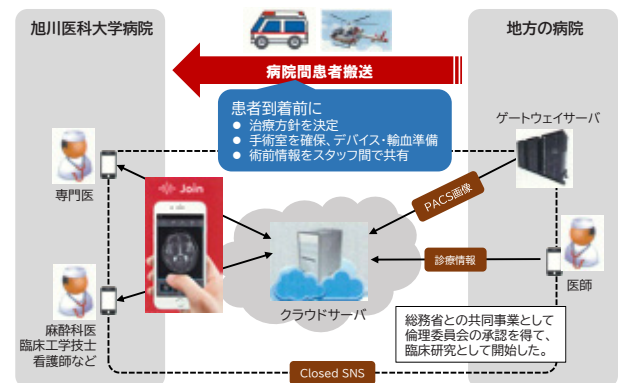 旭川医科大学病院
地方の病院
病院間患者搬送
患者到着前に
● 治療方針を決定
● 手術室を確保、デバイス・輸血準備
● 術前情報をスタッフ間で共有
ゲートウェイサーバ
専門医
Join
PACS画像
診療情報
医師
クラウドサーバ
麻酔科医
臨床工学技士
看護師など
総務省との共同事業として
倫理委員会の承認を得て、
臨床研究として開始した。
Closed SNS